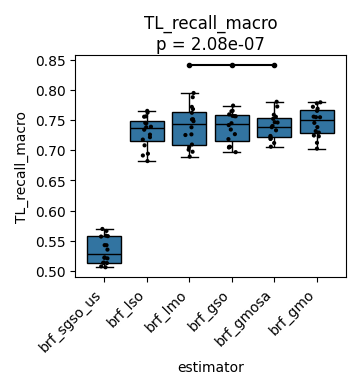 TL_recall_macro
p = 2.08e-07
0.85
0.80
0.75
0.70
0.65
0.60
0.55
0.50
TL_recall_macro
brf_sgso_us
brf_lso
brf_lmo
brf_gso
brf_gmosa
brf_gmo
estimator